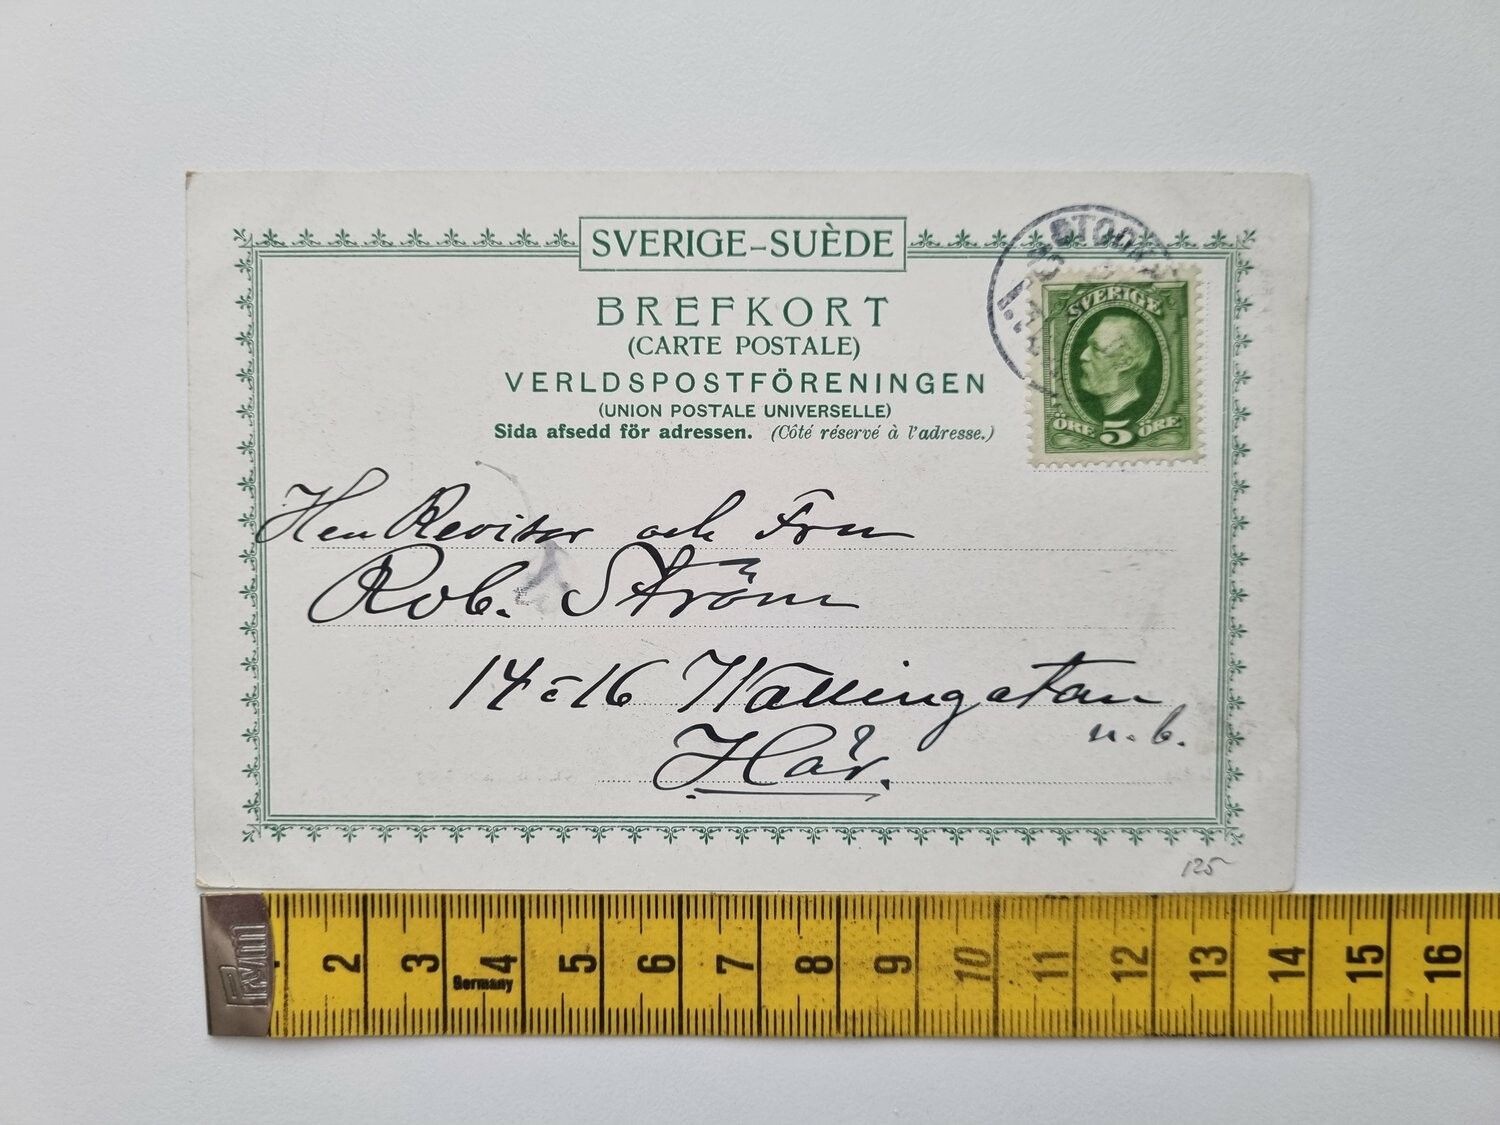 SVERIGE–SUÈDE
BREFKORT
(CARTE POSTALE)
VERLDSPOSTFÖRENINGEN
(UNION POSTALE UNIVERSELLE)
Sida afsedd för adressen. (Côté réservé à l'adresse.)
SVERIGE
ÖRE 5 ÖRE
Herr Revisor och Fru
Rob. Ström
14 à 16 Wallingatan
n. b.
Här.
125
2 3 4 5 6 7 8 9 10 11 12 13 14 15 16
Germany